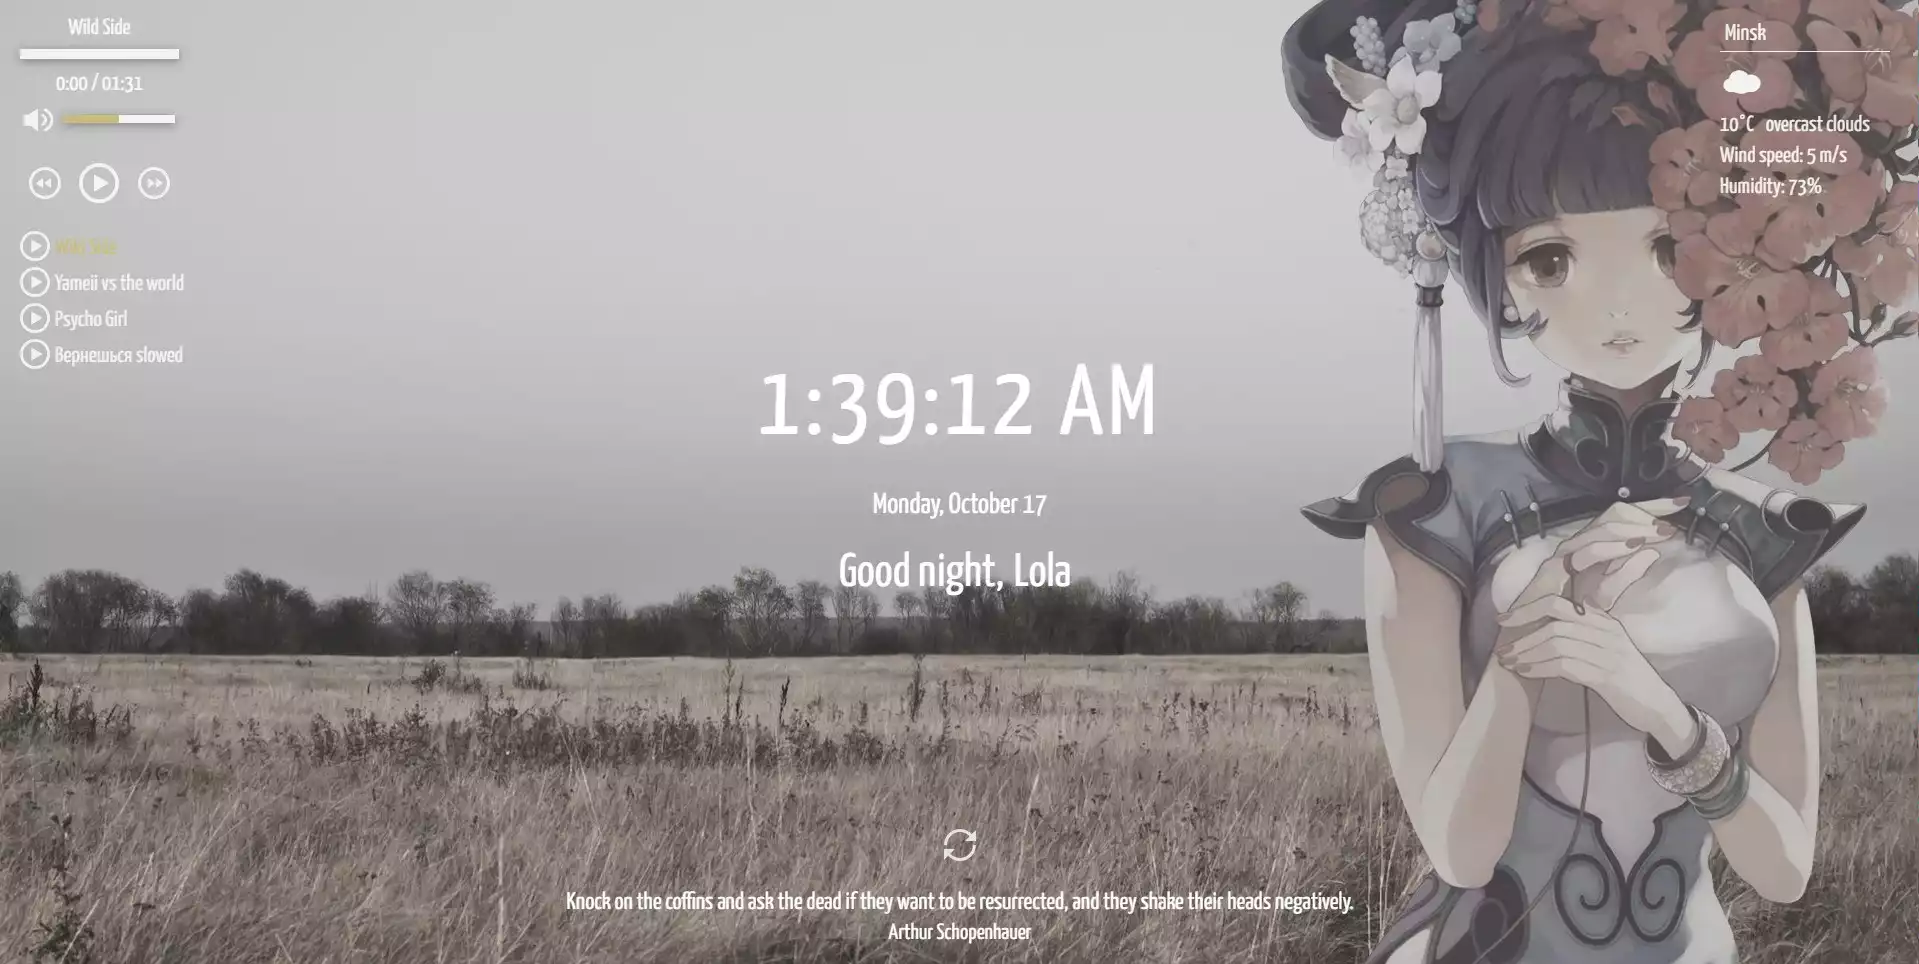 Wild Side
0:00 / 01:31
Wild Side
Yameii vs the world
Psycho Girl
Вернешься slowed
Minsk
10°C overcast clouds
Wind speed: 5 m/s
Humidity: 73%
1:39:12 AM
Monday, October 17
Good night, Lola
Knock on the coffins and ask the dead if they want to be resurrected, and they shake their heads negatively.
Arthur Schopenhauer